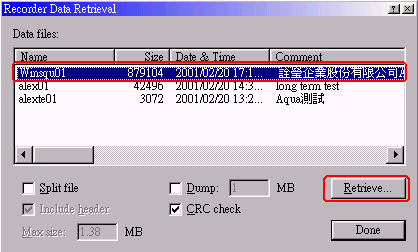 Recorder Data Retrieval
Data files:
Name Size Date & Time Comment
Winsqu01 879104 2001/02/20 17:1... 詮瑩企業股份有限公司A
alex01 42496 2001/02/20 14:3... long term test
alexte01 3072 2001/02/20 13:2... Aqua測試
Split file Dump: 1 MB Retrieve...
Include header CRC check
Max size: 1.38 MB Done